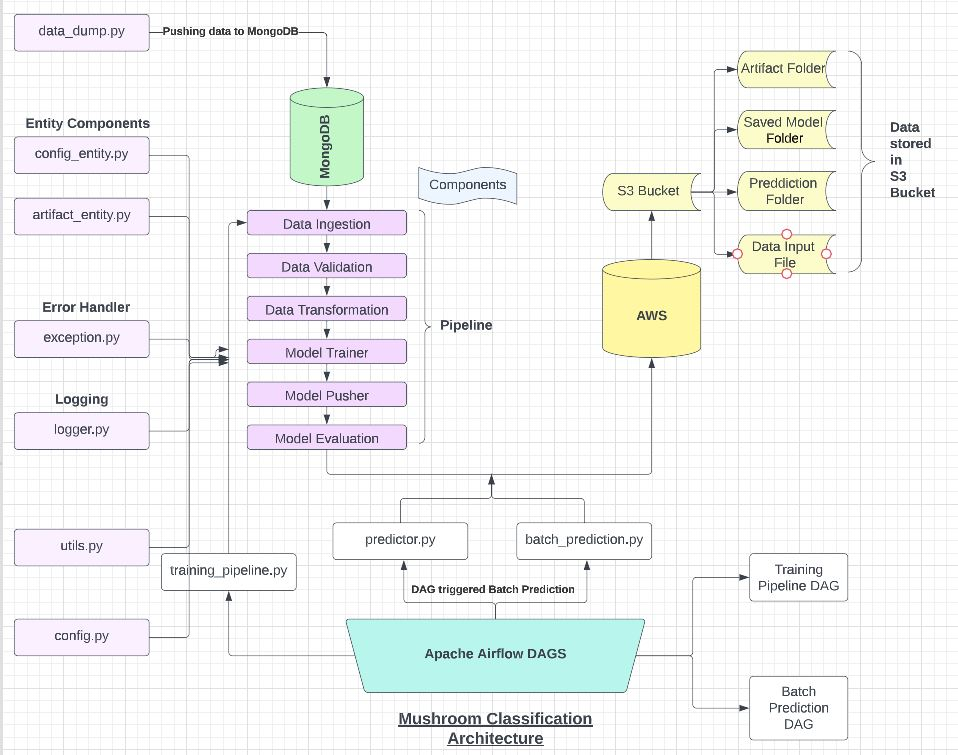 data_dump.py
Pushing data to MongoDB
MongoDB
Entity Components
config_entity.py
artifact_entity.py
Error Handler
exception.py
Logging
logger.py
utils.py
config.py
Components
Data Ingestion
Data Validation
Data Transformation
Model Trainer
Model Pusher
Model Evaluation
Pipeline
S3 Bucket
AWS
Artifact Folder
Saved Model
Folder
Preddiction
Folder
Data Input
File
Data
stored
in
S3
Bucket
training_pipeline.py
predictor.py
batch_prediction.py
DAG triggered Batch Prediction
Apache Airflow DAGS
Training
Pipeline DAG
Batch
Prediction
DAG
Mushroom Classification
Architecture